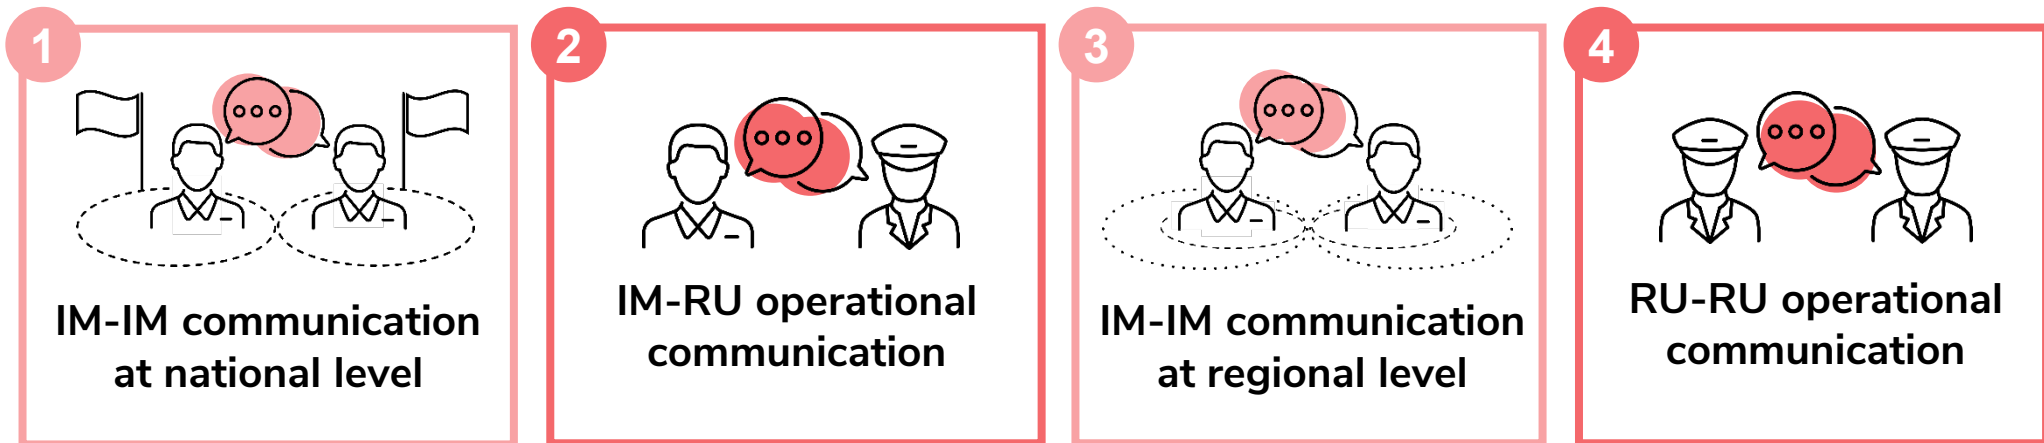 1
IM-IM communication
at national level
2
IM-RU operational
communication
3
IM-IM communication
at regional level
4
RU-RU operational
communication